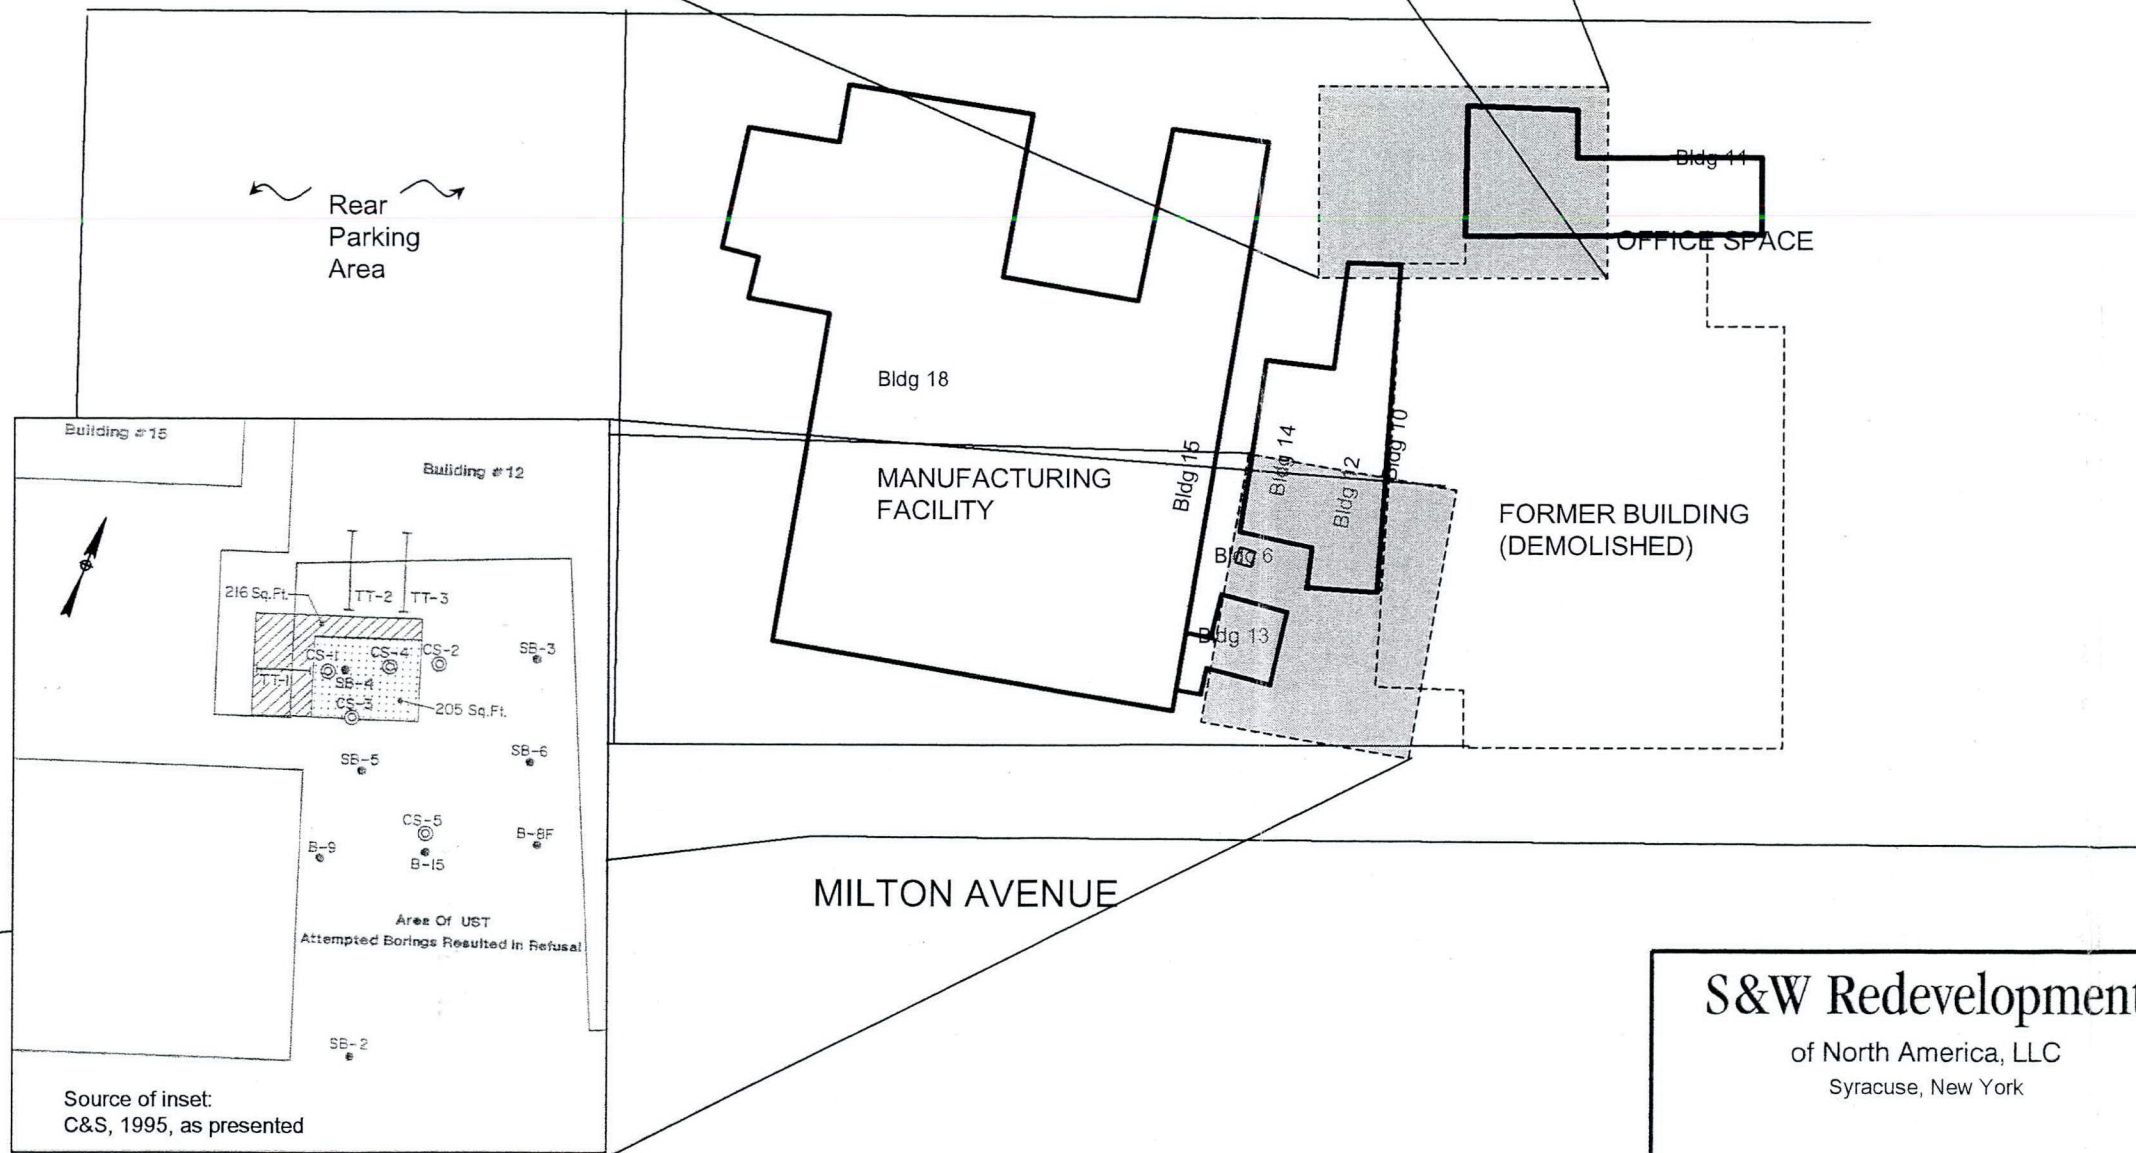 Rear
Parking
Area
Bldg 11
OFFICE SPACE
Bldg 18
MANUFACTURING
FACILITY
Bldg 15
Bldg 14
Bldg 12
Bldg 10
Bldg 6
Bldg 13
FORMER BUILDING
(DEMOLISHED)
MILTON AVENUE
Building #15
Building #12
216 Sq.Ft.
TT-2
TT-3
CS-1
CS-4
CS-2
SB-3
TT-1
SB-4
CS-3
205 Sq.Ft.
SB-5
SB-6
CS-5
B-9
B-15
B-8F
Area Of UST
Attempted Borings Resulted in Refusal
SB-2
Source of inset:
C&S, 1995, as presented
S&W Redevelopment
of North America, LLC
Syracuse, New York